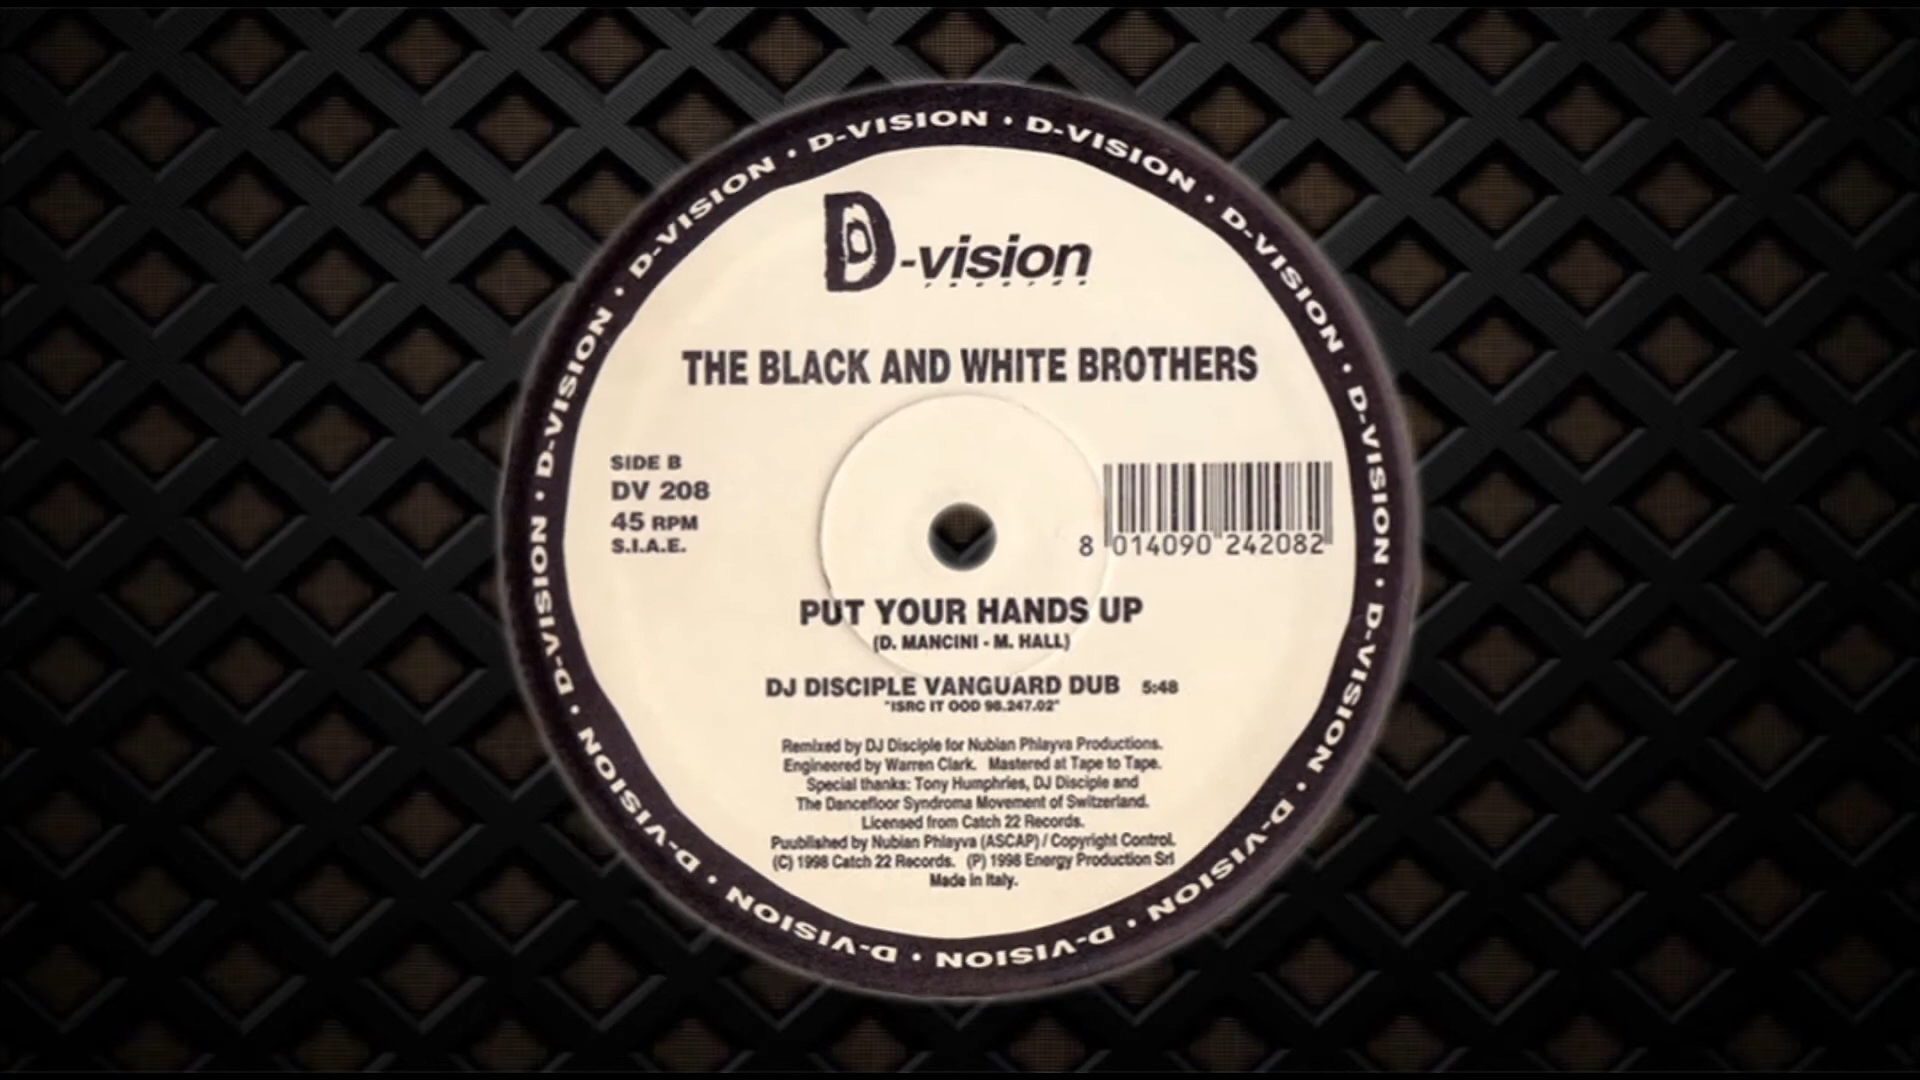 D-VISION • D-VISION • D-VISION • D-VISION • D-VISION • D-VISION • D-VISION • D-VISION • D-VISION • D-VISION • D-VISION • D-VISION • D-VISION • D-VISION •
D-vision
records
THE BLACK AND WHITE BROTHERS
SIDE B
DV 208
45 RPM
S.I.A.E.
8 014090 242082
PUT YOUR HANDS UP
(D. MANCINI - M. HALL)
DJ DISCIPLE VANGUARD DUB 5:48
"ISRC IT OOD 98.247.02"
Remixed by DJ Disciple for Nubian Phlayva Productions.
Engineered by Warren Clark. Mastered at Tape to Tape.
Special thanks: Tony Humphries, DJ Disciple and
The Dancefloor Syndroma Movement of Switzerland.
Licensed from Catch 22 Records.
Puublished by Nubian Phlayva (ASCAP) / Copyright Control.
(C) 1998 Catch 22 Records. (P) 1998 Energy Production Srl
Made in Italy.